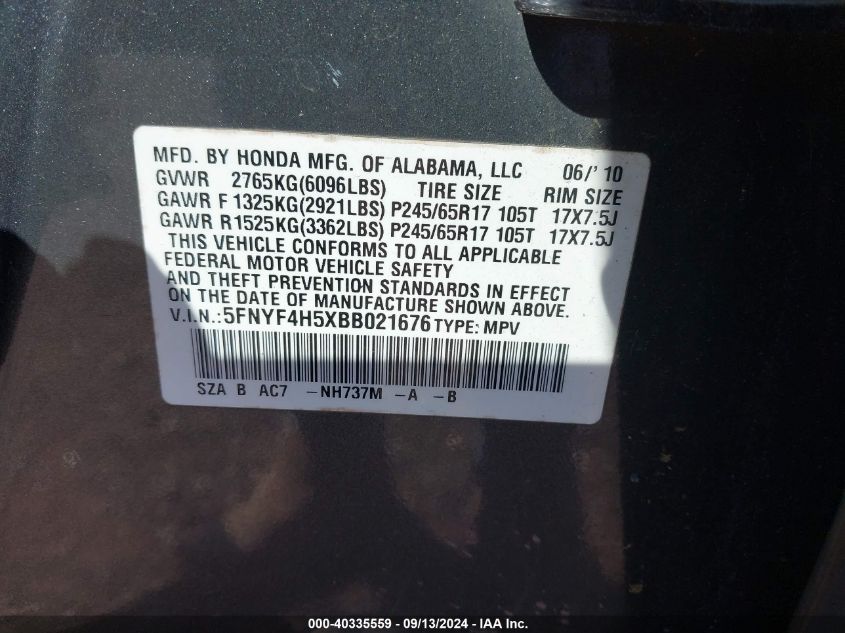 MFD. BY HONDA MFG. OF ALABAMA, LLC 06/'10
GVWR 2765KG(6096LBS) TIRE SIZE RIM SIZE
GAWR F 1325KG(2921LBS) P245/65R17 105T 17X7.5J
GAWR R 1525KG(3362LBS) P245/65R17 105T 17X7.5J
THIS VEHICLE CONFORMS TO ALL APPLICABLE
FEDERAL MOTOR VEHICLE SAFETY
AND THEFT PREVENTION STANDARDS IN EFFECT
ON THE DATE OF MANUFACTURE SHOWN ABOVE.
V.I.N.:5FNYF4H5XBB021676 TYPE: MPV
SZA B AC7 -NH737M -A -B
000-40335559 - 09/13/2024 - IAA Inc.